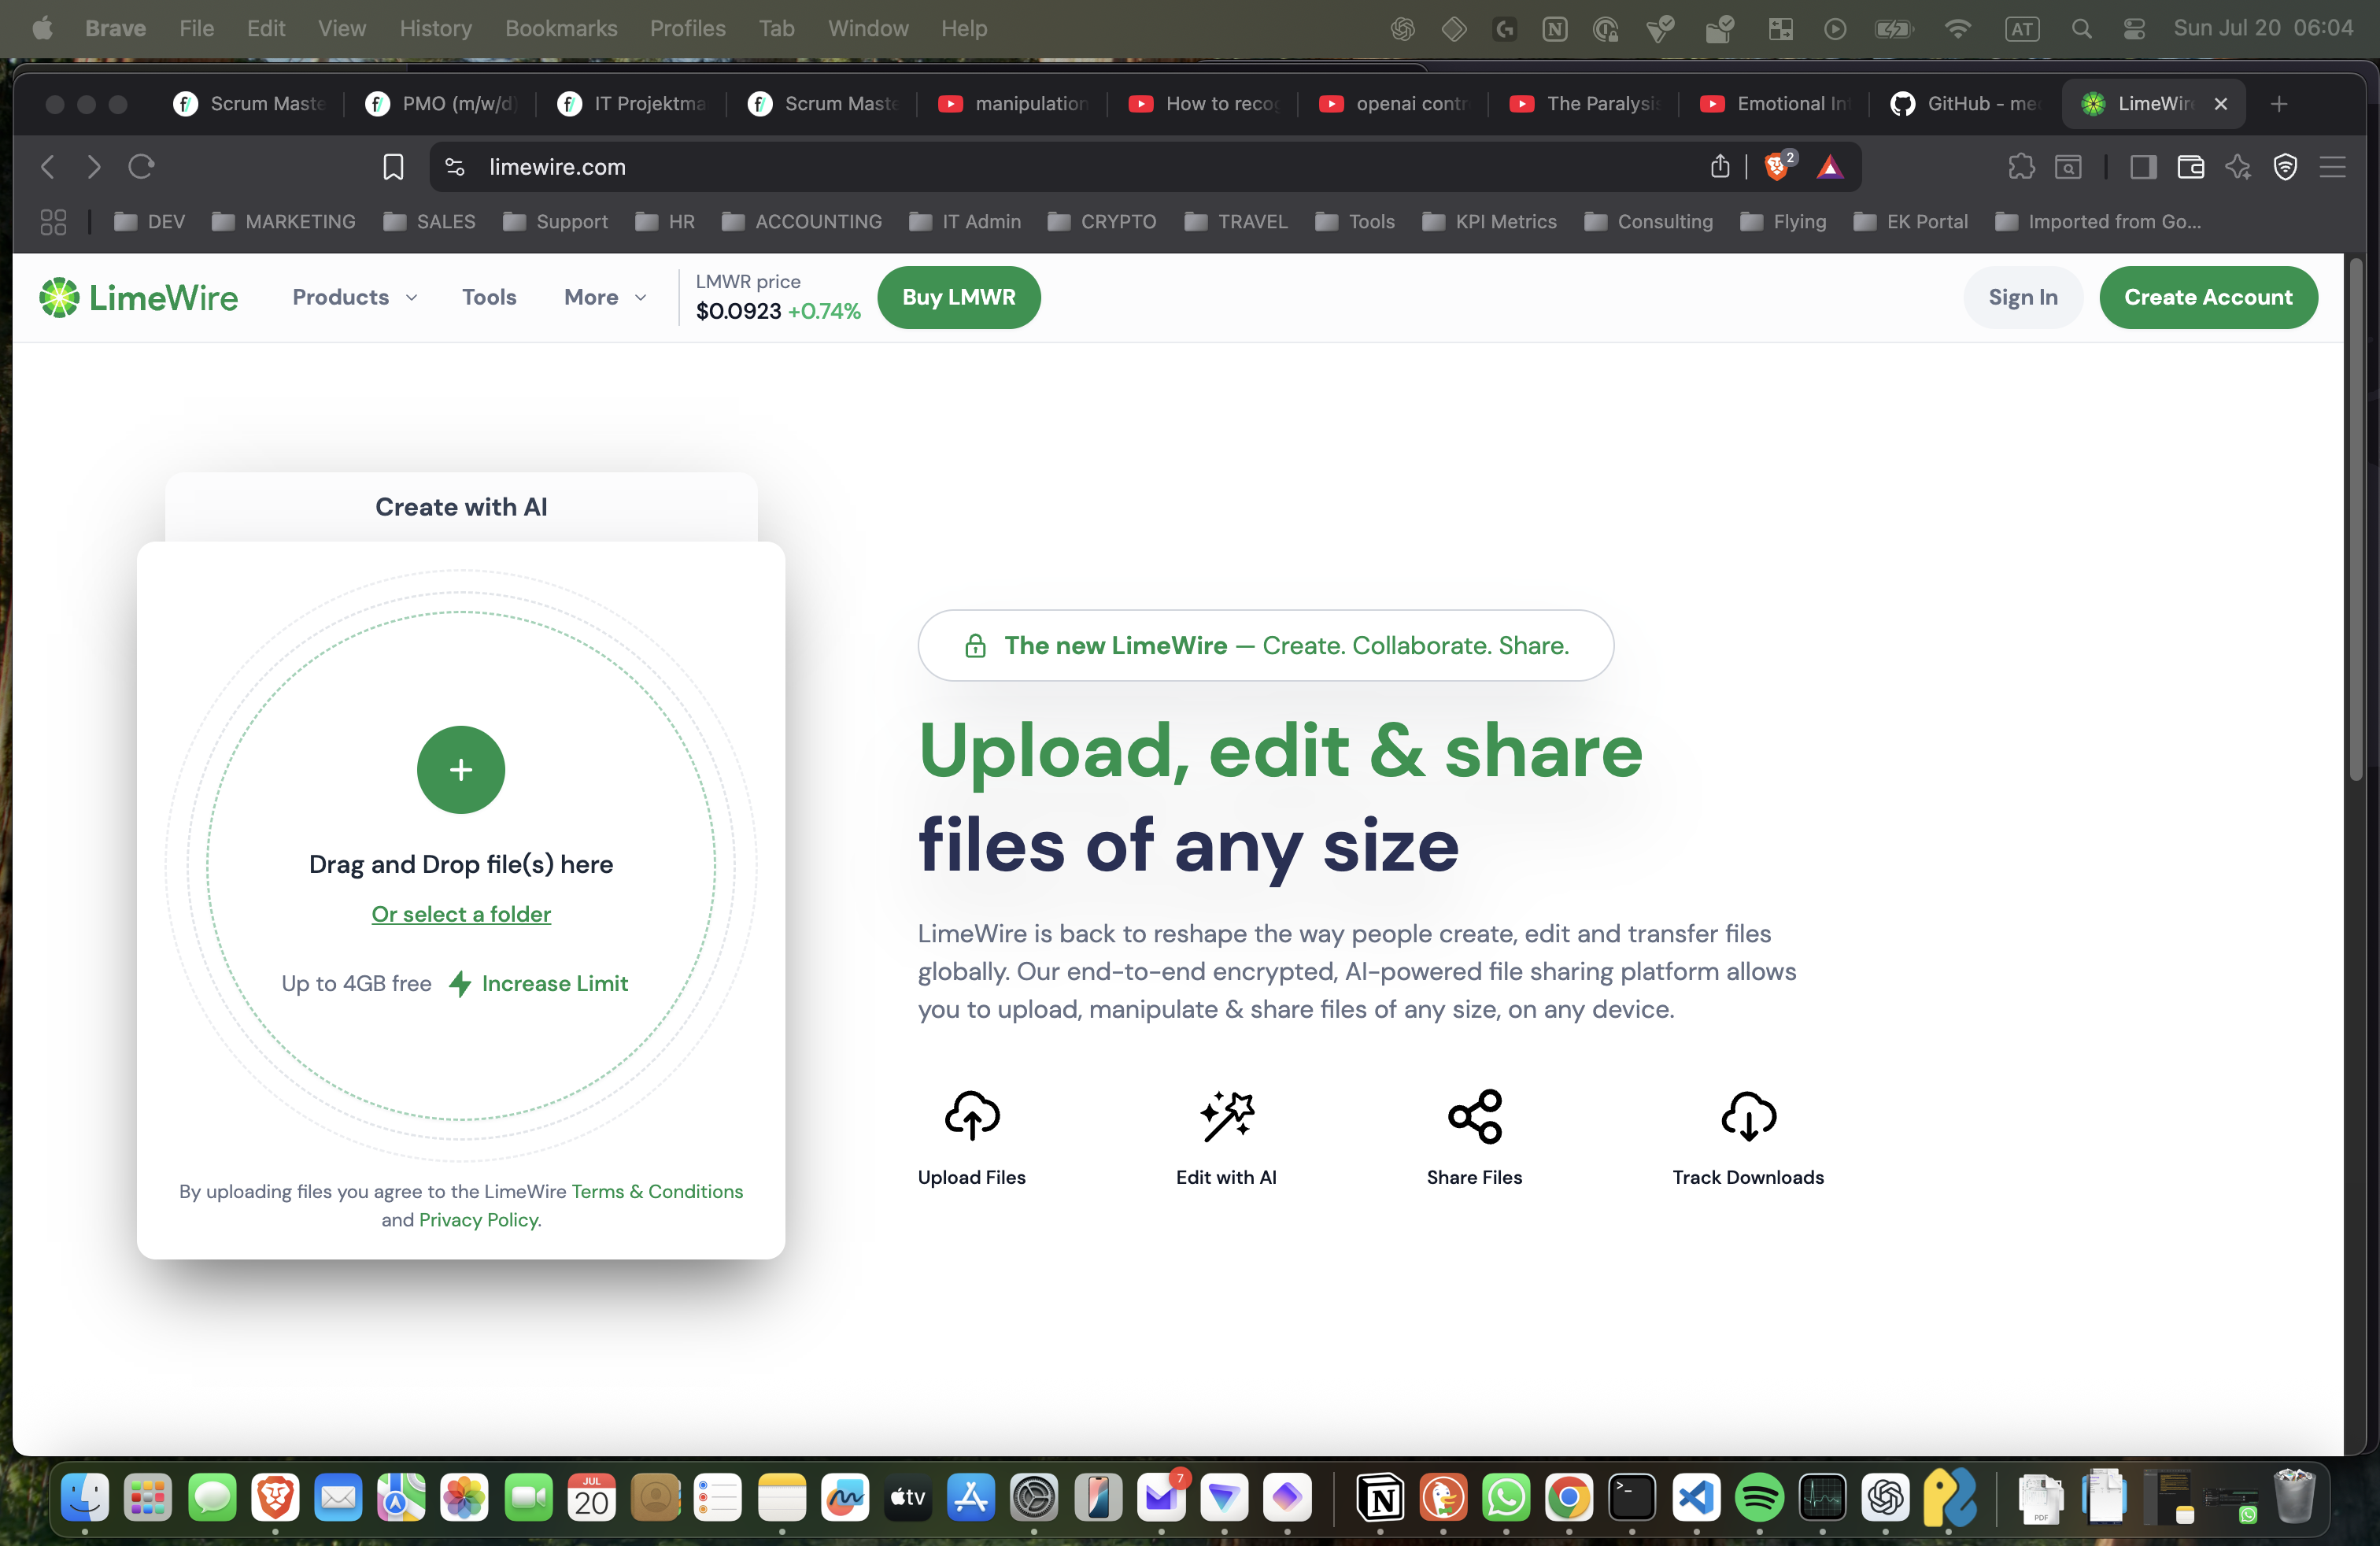 Brave File Edit View History Bookmarks Profiles Tab Window Help AT Sun Jul 20 06:04
Scrum Maste PMO (m/w/d) IT Projektma Scrum Maste manipulation How to recog openai contr The Paralysis Emotional Int GitHub - me LimeWire
limewire.com 2
DEV MARKETING SALES Support HR ACCOUNTING IT Admin CRYPTO TRAVEL Tools KPI Metrics Consulting Flying EK Portal Imported from Go...
LimeWire Products Tools More
LMWR price
$0.0923 +0.74%
Buy LMWR
Sign In
Create Account
Create with AI
Drag and Drop file(s) here
Or select a folder
Up to 4GB free Increase Limit
By uploading files you agree to the LimeWire Terms & Conditions
and Privacy Policy.
The new LimeWire — Create. Collaborate. Share.
Upload, edit & share
files of any size
LimeWire is back to reshape the way people create, edit and transfer files
globally. Our end-to-end encrypted, AI-powered file sharing platform allows
you to upload, manipulate & share files of any size, on any device.
Upload Files Edit with AI Share Files Track Downloads
JUL
20
tv
7
PDF